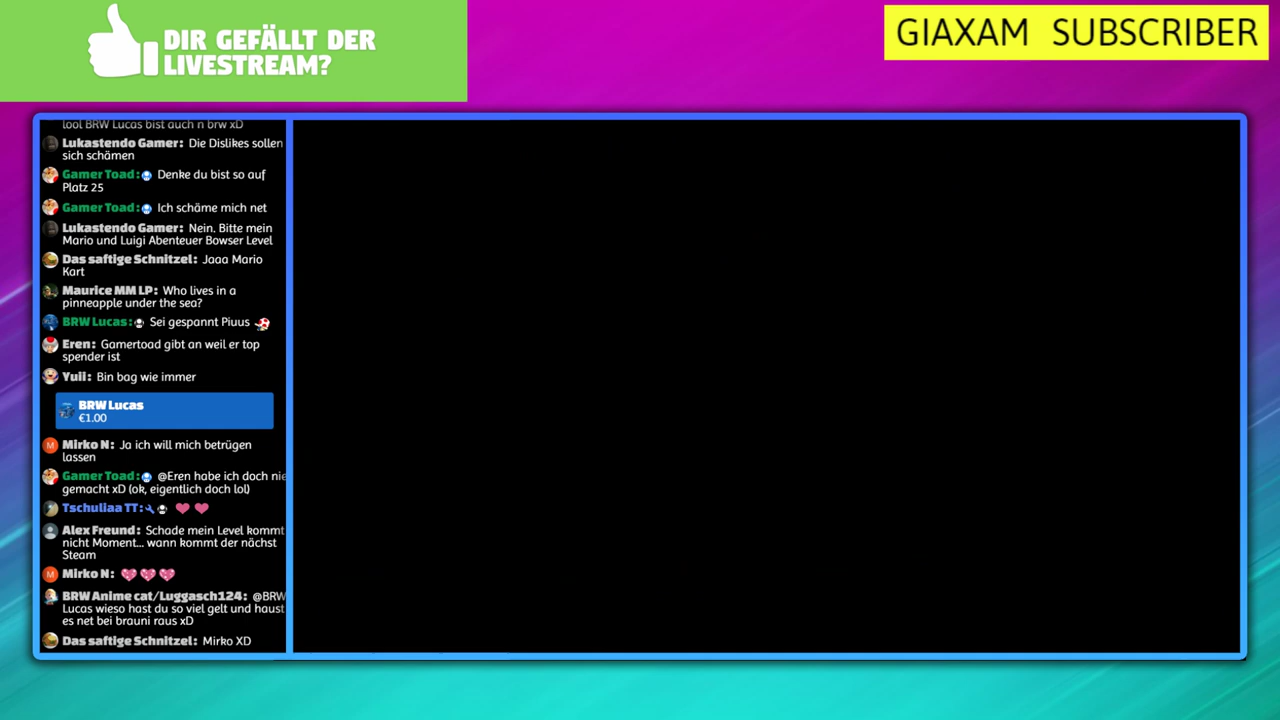 DIR GEFÄLLT DER
LIVESTREAM?
GIAXAM SUBSCRIBER
lool BRW Lucas bist auch n brw xD
Lukastendo Gamer: Die Dislikes sollen
sich schämen
Gamer Toad: Denke du bist so auf
Platz 25
Gamer Toad: Ich schäme mich net
Lukastendo Gamer: Nein. Bitte mein
Mario und Luigi Abenteuer Bowser Level
Das saftige Schnitzel: Jaaa Mario
Kart
Maurice MM LP: Who lives in a
pinneapple under the sea?
BRW Lucas: Sei gespannt Piuus
Eren: Gamertoad gibt an weil er top
spender ist
Yuii: Bin bag wie immer
BRW Lucas
€1.00
M Mirko N: Ja ich will mich betrügen
lassen
Gamer Toad: @Eren habe ich doch nie
gemacht xD (ok, eigentlich doch lol)
Tschuliaa TT:
Alex Freund: Schade mein Level kommt
nicht Moment... wann kommt der nächst
Steam
M Mirko N:
BRW Anime cat/Luggasch124: @BRW
Lucas wieso hast du so viel gelt und haust
es net bei brauni raus xD
Das saftige Schnitzel: Mirko XD